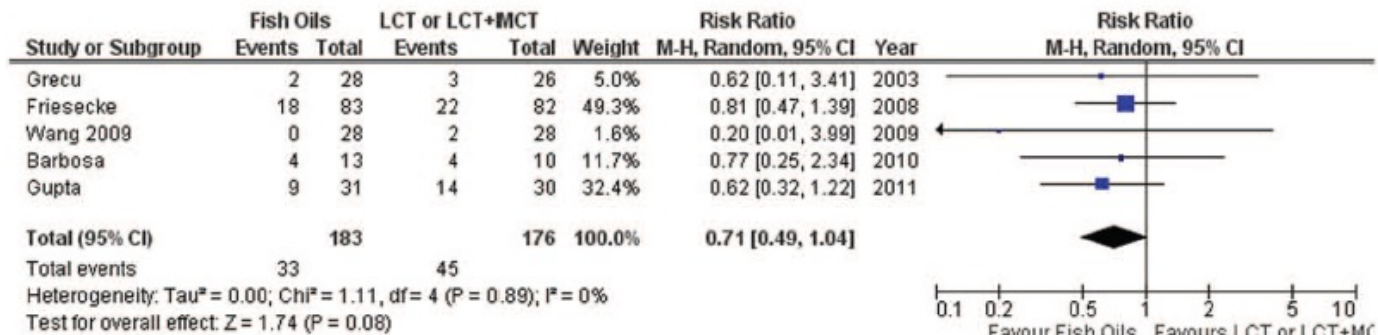 Fish Oils LCT or LCT+MCT Risk Ratio Risk Ratio
Study or Subgroup Events Total Events Total Weight M-H, Random, 95% CI Year M-H, Random, 95% CI
Grecu 2 28 3 26 5.0% 0.62 [0.11, 3.41] 2003
Friesecke 18 83 22 82 49.3% 0.81 [0.47, 1.39] 2008
Wang 2009 0 28 2 28 1.6% 0.20 [0.01, 3.99] 2009
Barbosa 4 13 4 10 11.7% 0.77 [0.25, 2.34] 2010
Gupta 9 31 14 30 32.4% 0.62 [0.32, 1.22] 2011
Total (95% CI) 183 176 100.0% 0.71 [0.49, 1.04]
Total events 33 45
Heterogeneity: Tau² = 0.00; Chi² = 1.11, df = 4 (P = 0.89); I² = 0%
Test for overall effect: Z = 1.74 (P = 0.08)
0.1 0.2 0.5 1 2 5 10
Favour Fish Oils Favours LCT or LCT+MC